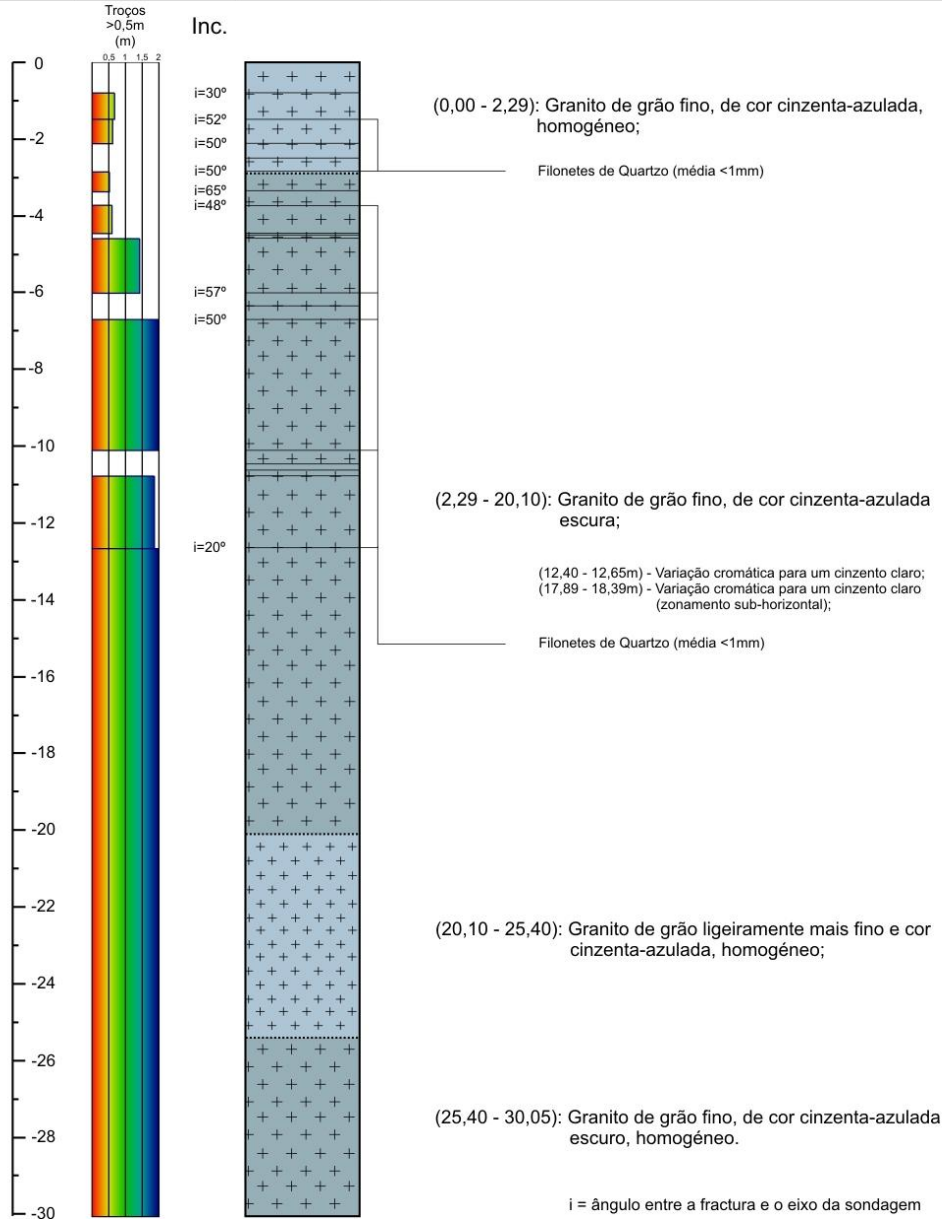 Troços
>0,5m
(m)
Inc.
0,5 1 1,5 2
0
-2
-4
-6
-8
-10
-12
-14
-16
-18
-20
-22
-24
-26
-28
-30
i=30º
i=52º
i=50º
i=50º
i=65º
i=48º
i=57º
i=50º
i=20º
(0,00 - 2,29): Granito de grão fino, de cor cinzenta-azulada,
homogéneo;
Filonetes de Quartzo (média <1mm)
(2,29 - 20,10): Granito de grão fino, de cor cinzenta-azulada
escura;
(12,40 - 12,65m) - Variação cromática para um cinzento claro;
(17,89 - 18,39m) - Variação cromática para um cinzento claro
(zonamento sub-horizontal);
Filonetes de Quartzo (média <1mm)
(20,10 - 25,40): Granito de grão ligeiramente mais fino e cor
cinzenta-azulada, homogéneo;
(25,40 - 30,05): Granito de grão fino, de cor cinzenta-azulada
escuro, homogéneo.
i = ângulo entre a fractura e o eixo da sondagem